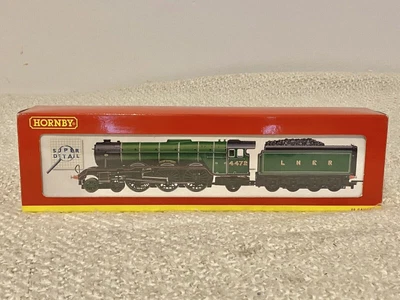 HORNBY
SUPER
DETAIL
4472
L N E R